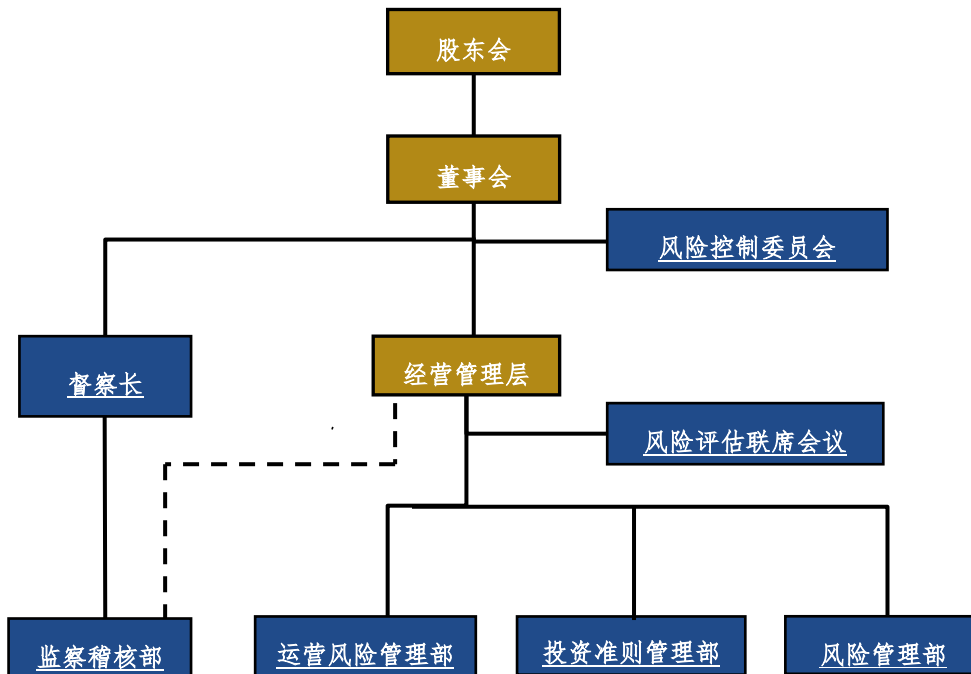 股东会
董事会
风险控制委员会
督察长
经营管理层
风险评估联席会议
监察稽核部
运营风险管理部
投资准则管理部
风险管理部